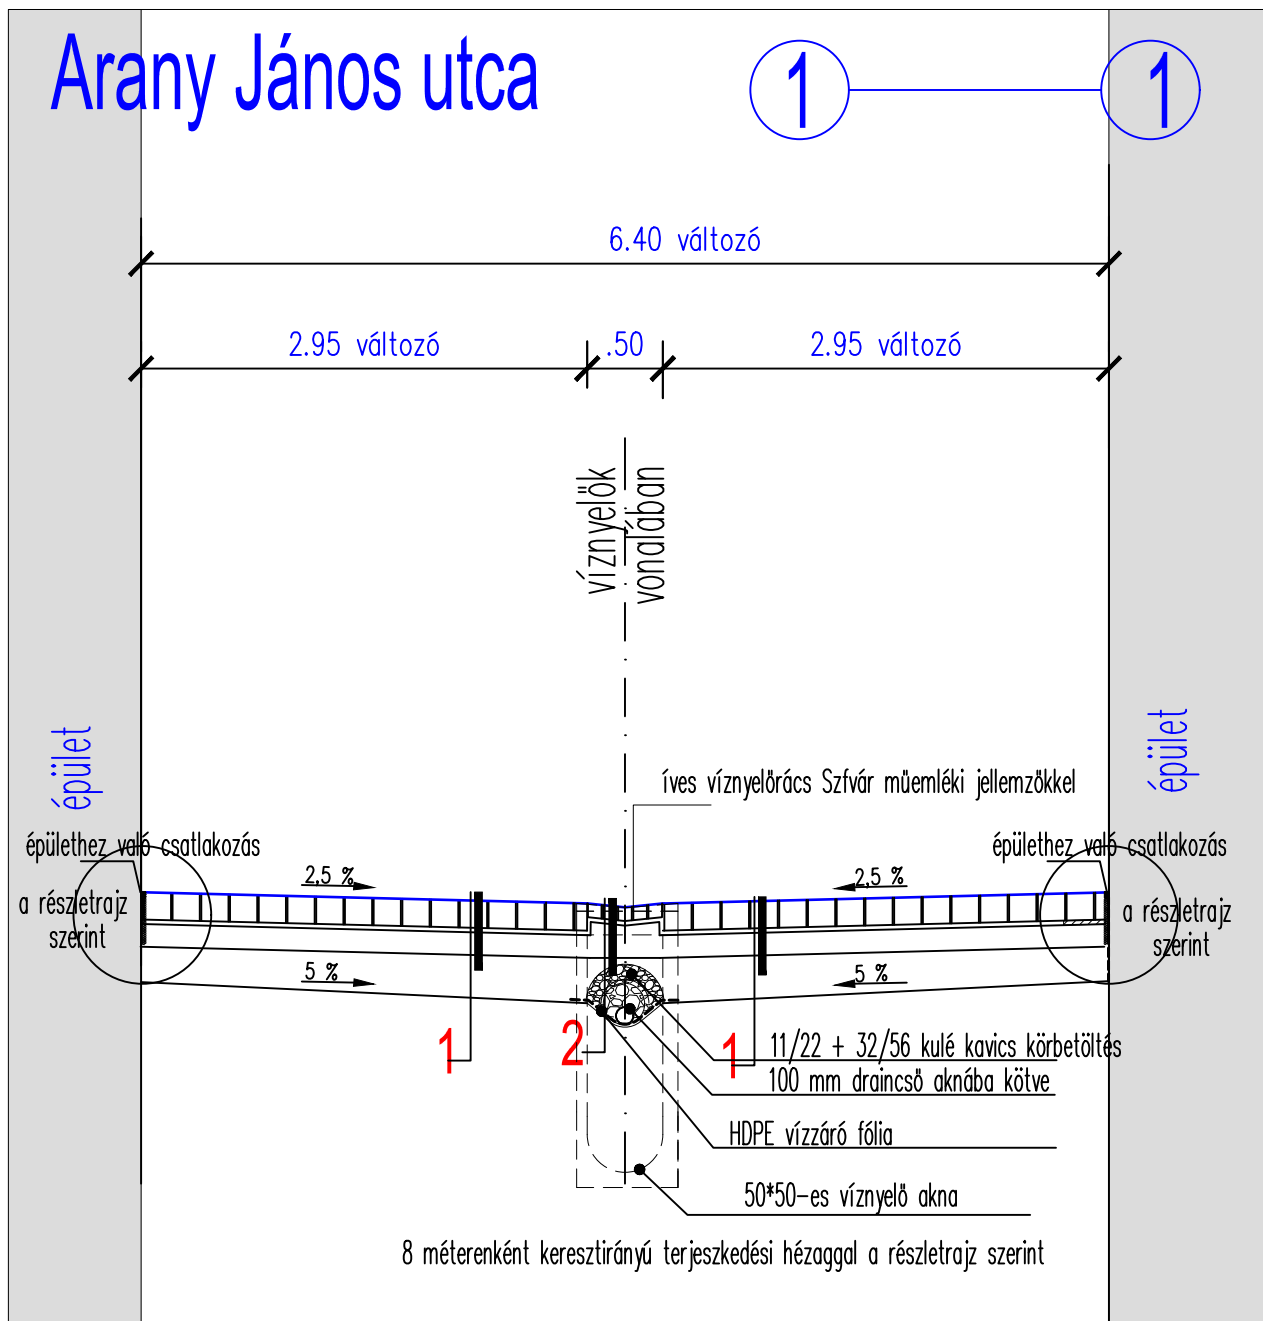 Arany János utca
1
1
6.40 változó
2.95 változó
.50
2.95 változó
víznyelők
vonalában
épület
épület
íves víznyelőrács Szfvár műemléki jellemzőkkel
épülethez való csatlakozás
a részletrajz
szerint
épülethez való csatlakozás
a részletrajz
szerint
2,5 %
2,5 %
5 %
5 %
1
2
1
11/22 + 32/56 kulé kavics körbetöltés
100 mm draincső aknába kötve
HDPE vízzáró fólia
50*50-es víznyelő akna
8 méterenként keresztirányú terjeszkedési hézaggal a részletrajz szerint